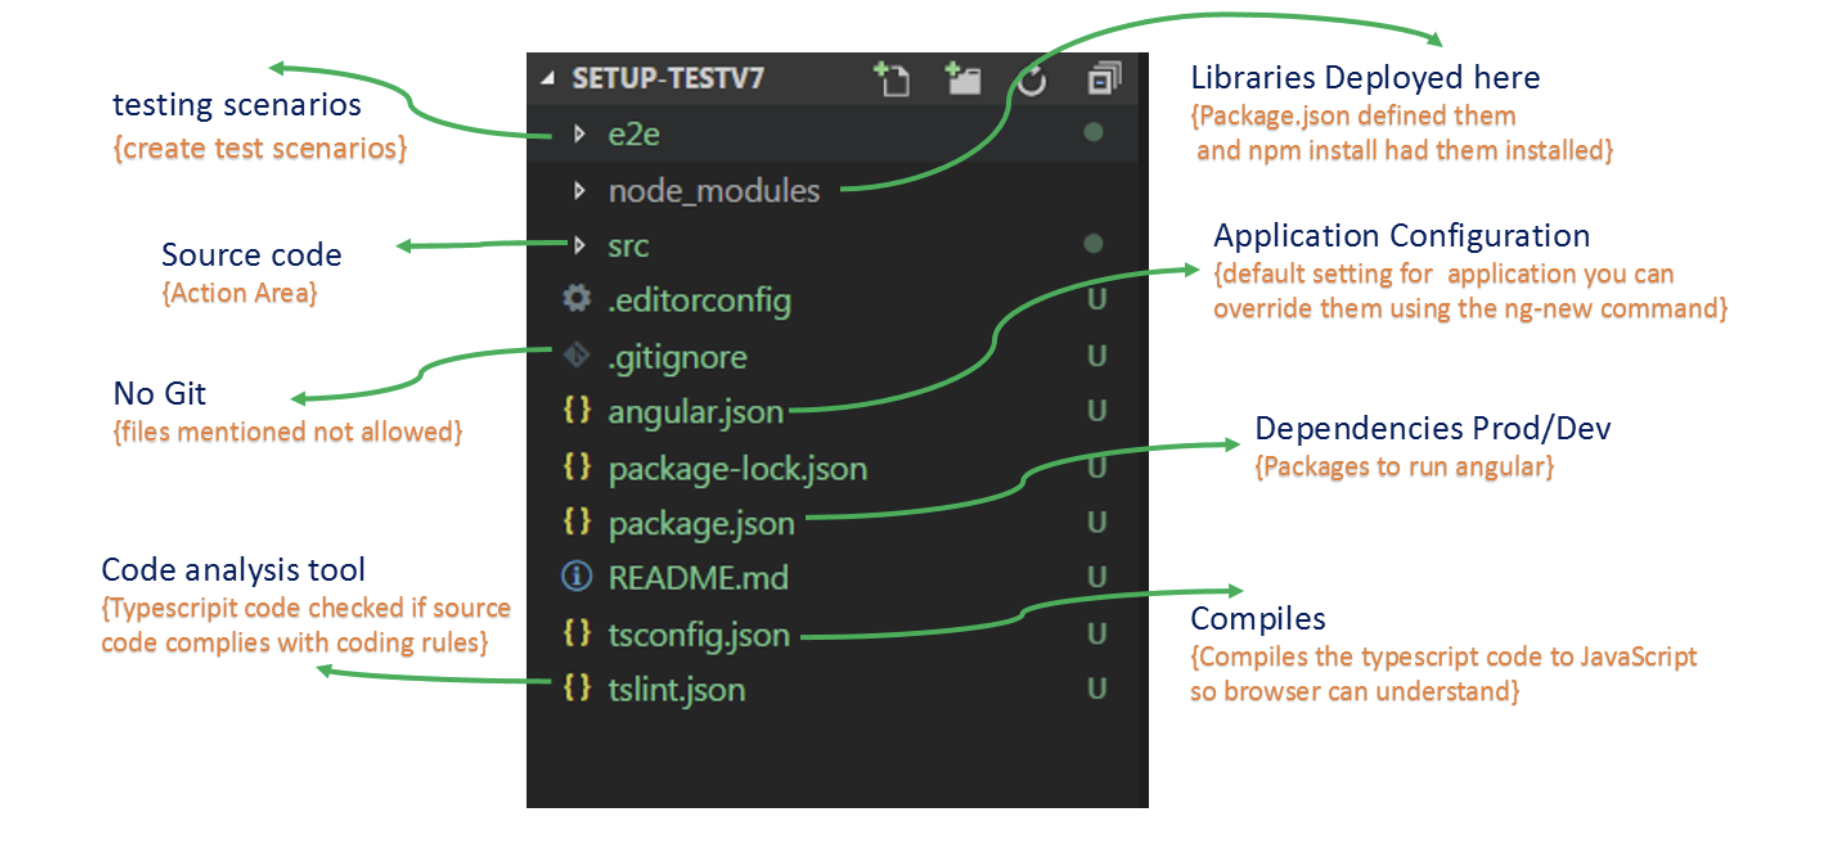 testing scenarios
{create test scenarios}
Source code
{Action Area}
No Git
{files mentioned not allowed}
Code analysis tool
{Typescripit code checked if source
code complies with coding rules}
SETUP-TESTV7
e2e
node_modules
src
.editorconfig U
.gitignore U
angular.json U
package-lock.json U
package.json U
README.md U
tsconfig.json U
tslint.json U
Libraries Deployed here
{Package.json defined them
and npm install had them installed}
Application Configuration
{default setting for application you can
override them using the ng-new command}
Dependencies Prod/Dev
{Packages to run angular}
Compiles
{Compiles the typescript code to JavaScript
so browser can understand}